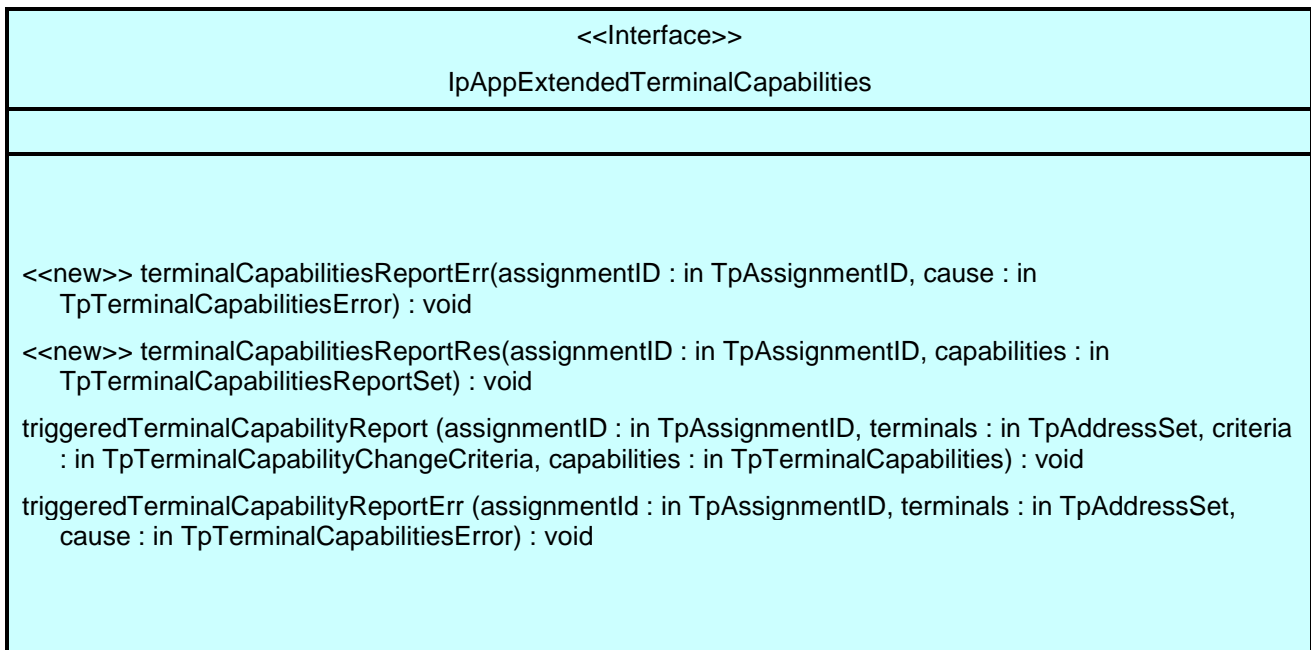 <<Interface>>
IpAppExtendedTerminalCapabilities
<<new>> terminalCapabilitiesReportErr(assignmentID : in TpAssignmentID, cause : in
TpTerminalCapabilitiesError) : void
<<new>> terminalCapabilitiesReportRes(assignmentID : in TpAssignmentID, capabilities : in
TpTerminalCapabilitiesReportSet) : void
triggeredTerminalCapabilityReport (assignmentID : in TpAssignmentID, terminals : in TpAddressSet, criteria
: in TpTerminalCapabilityChangeCriteria, capabilities : in TpTerminalCapabilities) : void
triggeredTerminalCapabilityReportErr (assignmentId : in TpAssignmentID, terminals : in TpAddressSet,
cause : in TpTerminalCapabilitiesError) : void